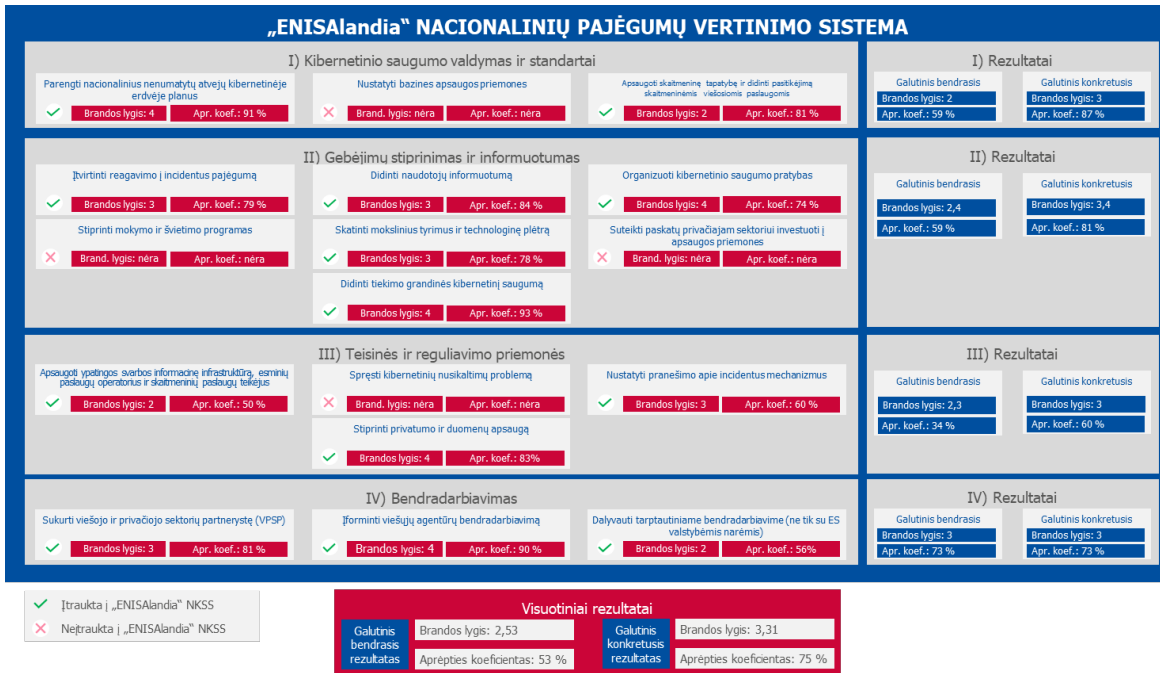 „ENISAlandia“ NACIONALINIŲ PAJĖGUMŲ VERTINIMO SISTEMA
I) Kibernetinio saugumo valdymas ir standartai
Parengti nacionalinius nenumatytų atvejų kibernetinėje
erdvėje planus
Brandos lygis: 4
Apr. koef.: 91 %
Nustatyti bazines apsaugos priemones
Brand. lygis: nėra
Apr. koef.: nėra
Apsaugoti skaitmeninę tapatybę ir didinti pasitikėjimą
skaitmeninėmis viešosiomis paslaugomis
Brandos lygis: 2
Apr. koef.: 81 %
I) Rezultatai
Galutinis bendrasis
Brandos lygis: 2
Apr. koef.: 59 %
Galutinis konkretusis
Brandos lygis: 3
Apr. koef.: 87 %
II) Gebėjimų stiprinimas ir informuotumas
Įtvirtinti reagavimo į incidentus pajėgumą
Brandos lygis: 3
Apr. koef.: 79 %
Didinti naudotojų informuotumą
Brandos lygis: 3
Apr. koef.: 84 %
Organizuoti kibernetinio saugumo pratybas
Brandos lygis: 4
Apr. koef.: 74 %
Stiprinti mokymo ir švietimo programas
Brand. lygis: nėra
Apr. koef.: nėra
Skatinti mokslinius tyrimus ir technologinę plėtrą
Brandos lygis: 3
Apr. koef.: 78 %
Suteikti paskatų privačiajam sektoriui investuoti į
apsaugos priemones
Brand. lygis: nėra
Apr. koef.: nėra
Didinti tiekimo grandinės kibernetinį saugumą
Brandos lygis: 4
Apr. koef.: 93 %
II) Rezultatai
Galutinis bendrasis
Brandos lygis: 2,4
Apr. koef.: 59 %
Galutinis konkretusis
Brandos lygis: 3,4
Apr. koef.: 81 %
III) Teisinės ir reguliavimo priemonės
Apsaugoti ypatingos svarbos informacinę infrastruktūrą, esminių
paslaugų operatorius ir skaitmeninių paslaugų teikėjus
Brandos lygis: 2
Apr. koef.: 50 %
Spręsti kibernetinių nusikaltimų problemą
Brand. lygis: nėra
Apr. koef.: nėra
Nustatyti pranešimo apie incidentus mechanizmus
Brandos lygis: 3
Apr. koef.: 60 %
Stiprinti privatumo ir duomenų apsaugą
Brandos lygis: 4
Apr. koef.: 83%
III) Rezultatai
Galutinis bendrasis
Brandos lygis: 2,3
Apr. koef.: 34 %
Galutinis konkretusis
Brandos lygis: 3
Apr. koef.: 60 %
IV) Bendradarbiavimas
Sukurti viešojo ir privačiojo sektorių partnerystę (VPSP)
Brandos lygis: 3
Apr. koef.: 81 %
Įforminti viešųjų agentūrų bendradarbiavimą
Brandos lygis: 4
Apr. koef.: 90 %
Dalyvauti tarptautiniame bendradarbiavime (ne tik su ES
valstybėmis narėmis)
Brandos lygis: 2
Apr. koef.: 56%
IV) Rezultatai
Galutinis bendrasis
Brandos lygis: 3
Apr. koef.: 73 %
Galutinis konkretusis
Brandos lygis: 3
Apr. koef.: 73 %
Įtraukta į „ENISAlandia“ NKSS
Neįtraukta į „ENISAlandia“ NKSS
Visuotiniai rezultatai
Galutinis
bendrasis
rezultatas
Brandos lygis: 2,53
Aprėpties koeficientas: 53 %
Galutinis
konkretusis
rezultatas
Brandos lygis: 3,31
Aprėpties koeficientas: 75 %